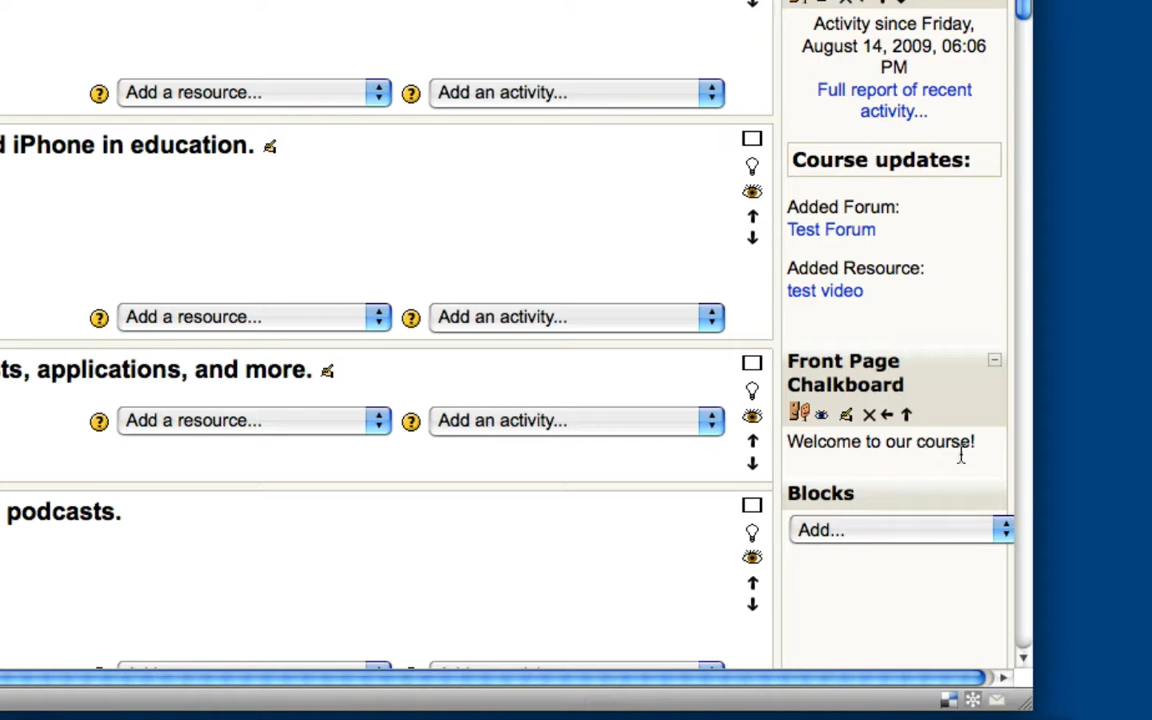 Activity since Friday,
August 14, 2009, 06:06
PM
Full report of recent
activity...
? Add a resource... ? Add an activity...
iPhone in education.
Course updates:
Added Forum:
Test Forum
Added Resource:
test video
? Add a resource... ? Add an activity...
Front Page
Chalkboard
applications, and more.
? Add a resource... ? Add an activity...
Welcome to our course!
Blocks
podcasts.
Add...